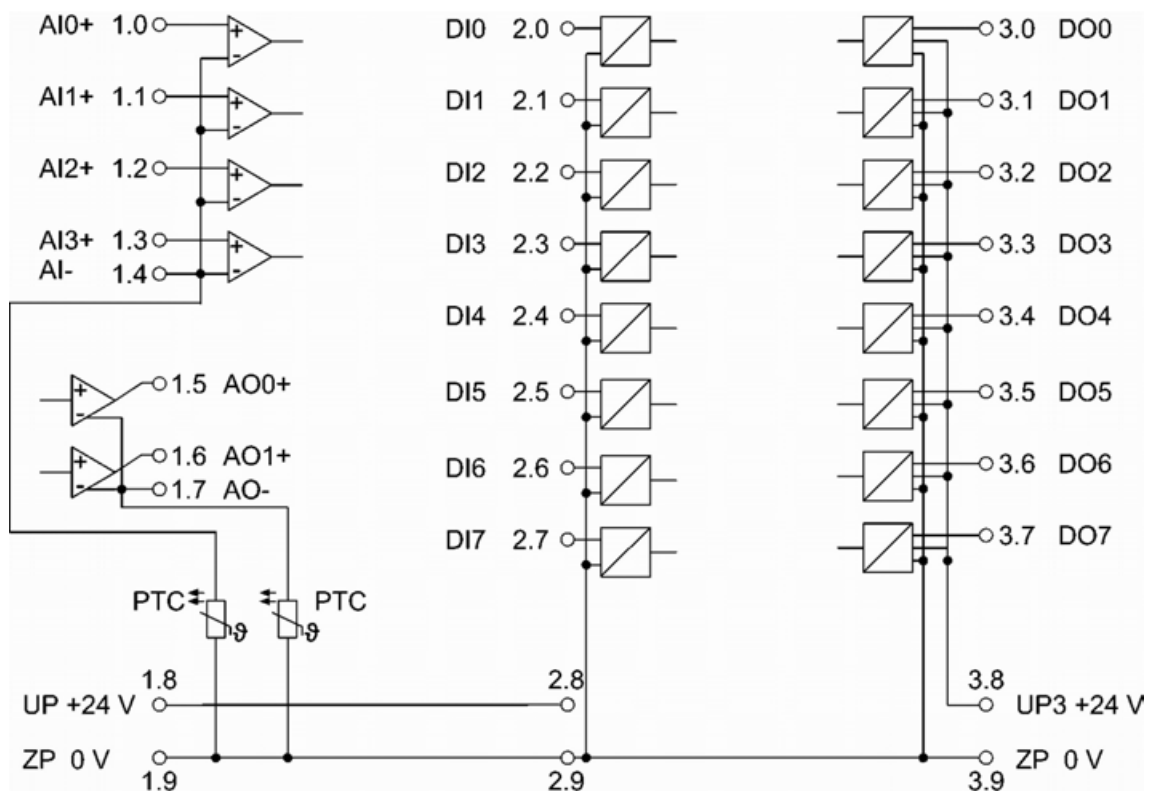 AI0+ 1.0 DI0 2.0 3.0 DO0
AI1+ 1.1 DI1 2.1 3.1 DO1
AI2+ 1.2 DI2 2.2 3.2 DO2
AI3+ 1.3 DI3 2.3 3.3 DO3
AI- 1.4
DI4 2.4 3.4 DO4
1.5 AO0+ DI5 2.5 3.5 DO5
1.6 AO1+ DI6 2.6 3.6 DO6
1.7 AO-
DI7 2.7 3.7 DO7
PTC ϑ ϑ PTC
1.8 2.8 3.8
UP +24 V UP3 +24 V
ZP 0 V ZP 0 V
1.9 2.9 3.9